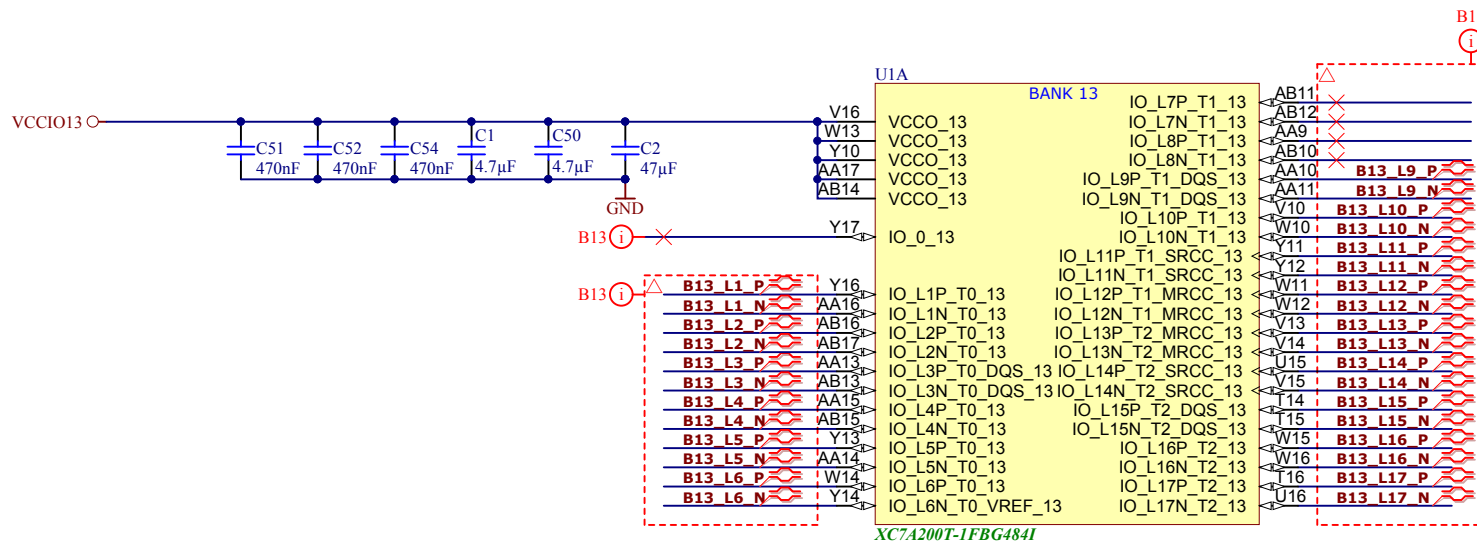 B1
i
U1A
BANK 13
VCCIO13
C51
470nF
C52
470nF
C54
470nF
C1
4.7µF
C50
4.7µF
C2
47µF
GND
V16 VCCO_13
W13 VCCO_13
Y10 VCCO_13
AA17 VCCO_13
AB14 VCCO_13
B13 i Y17 IO_0_13
B13 i
B13_L1_P Y16 IO_L1P_T0_13
B13_L1_N AA16 IO_L1N_T0_13
B13_L2_P AB16 IO_L2P_T0_13
B13_L2_N AB17 IO_L2N_T0_13
B13_L3_P AA13 IO_L3P_T0_DQS_13
B13_L3_N AB13 IO_L3N_T0_DQS_13
B13_L4_P AA15 IO_L4P_T0_13
B13_L4_N AB15 IO_L4N_T0_13
B13_L5_P Y13 IO_L5P_T0_13
B13_L5_N AA14 IO_L5N_T0_13
B13_L6_P W14 IO_L6P_T0_13
B13_L6_N Y14 IO_L6N_T0_VREF_13
IO_L7P_T1_13 AB11
IO_L7N_T1_13 AB12
IO_L8P_T1_13 AA9
IO_L8N_T1_13 AB10
IO_L9P_T1_DQS_13 AA10 B13_L9_P
IO_L9N_T1_DQS_13 AA11 B13_L9_N
IO_L10P_T1_13 V10 B13_L10_P
IO_L10N_T1_13 W10 B13_L10_N
IO_L11P_T1_SRCC_13 Y11 B13_L11_P
IO_L11N_T1_SRCC_13 Y12 B13_L11_N
IO_L12P_T1_MRCC_13 W11 B13_L12_P
IO_L12N_T1_MRCC_13 W12 B13_L12_N
IO_L13P_T2_MRCC_13 V13 B13_L13_P
IO_L13N_T2_MRCC_13 V14 B13_L13_N
IO_L14P_T2_SRCC_13 U15 B13_L14_P
IO_L14N_T2_SRCC_13 V15 B13_L14_N
IO_L15P_T2_DQS_13 T14 B13_L15_P
IO_L15N_T2_DQS_13 T15 B13_L15_N
IO_L16P_T2_13 W15 B13_L16_P
IO_L16N_T2_13 W16 B13_L16_N
IO_L17P_T2_13 T16 B13_L17_P
IO_L17N_T2_13 U16 B13_L17_N
XC7A200T-1FBG484I